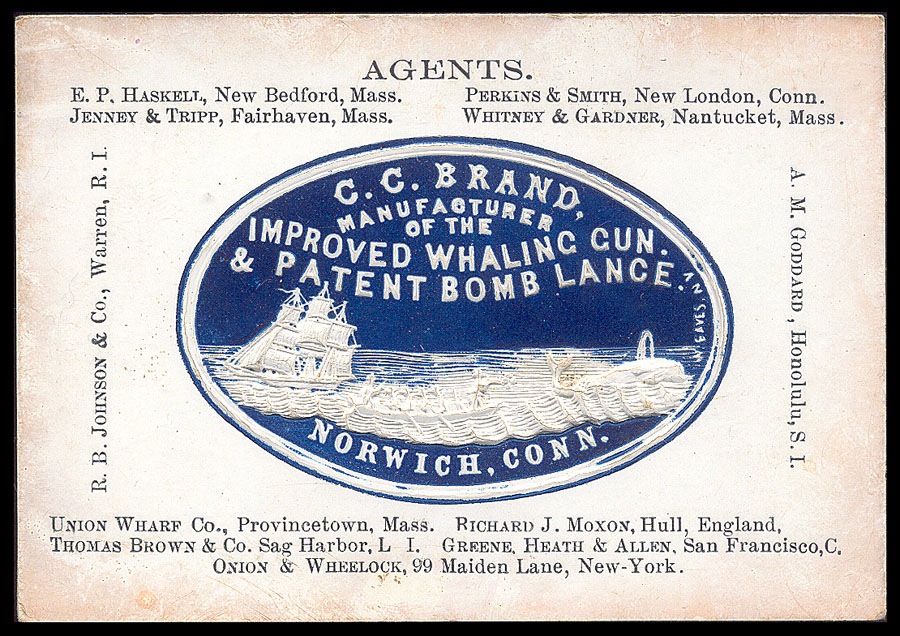 AGENTS.
E. P. HASKELL, New Bedford, Mass.
PERKINS & SMITH, New London, Conn.
JENNEY & TRIPP, Fairhaven, Mass.
WHITNEY & GARDNER, Nantucket, Mass.
R. B. JOHNSON & Co., Warren, R. I.
C. C. BRAND,
MANUFACTURER
OF THE
IMPROVED WHALING GUN.
& PATENT BOMB LANCE.
W. EAVES, N.Y.
NORWICH, CONN.
A. M. GODDARD, Honolulu, S. I.
UNION WHARF Co., Provincetown, Mass.
RICHARD J. MOXON, Hull, England,
THOMAS BROWN & Co. Sag Harbor, L I.
GREENE, HEATH & ALLEN, San Francisco, C.
ONION & WHEELOCK, 99 Maiden Lane, New-York.